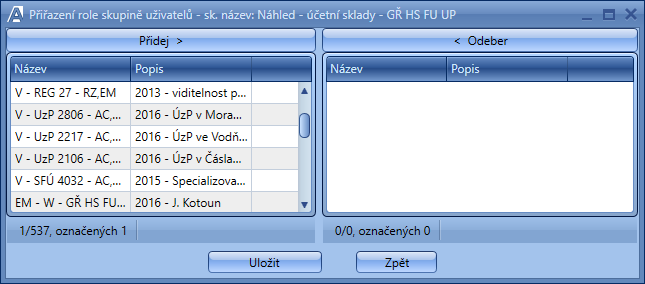 Přiřazení role skupině uživatelů - sk. název: Náhled - účetní sklady - GŘ HS FU UP
Přidej >
< Odeber
Název Popis
Název Popis
V - REG 27 - RZ,EM 2013 - viditelnost p...
V - UzP 2806 - AC,... 2016 - ÚzP v Mora...
V - UzP 2217 - AC,... 2016 - ÚzP ve Vodň...
V - UzP 2106 - AC,... 2016 - ÚzP v Čásla...
V - SFÚ 4032 - AC,... 2015 - Specializova...
EM - W - GŘ HS FU... 2016 - J. Kotoun
1/537, označených 1
0/0, označených 0
Uložit
Zpět